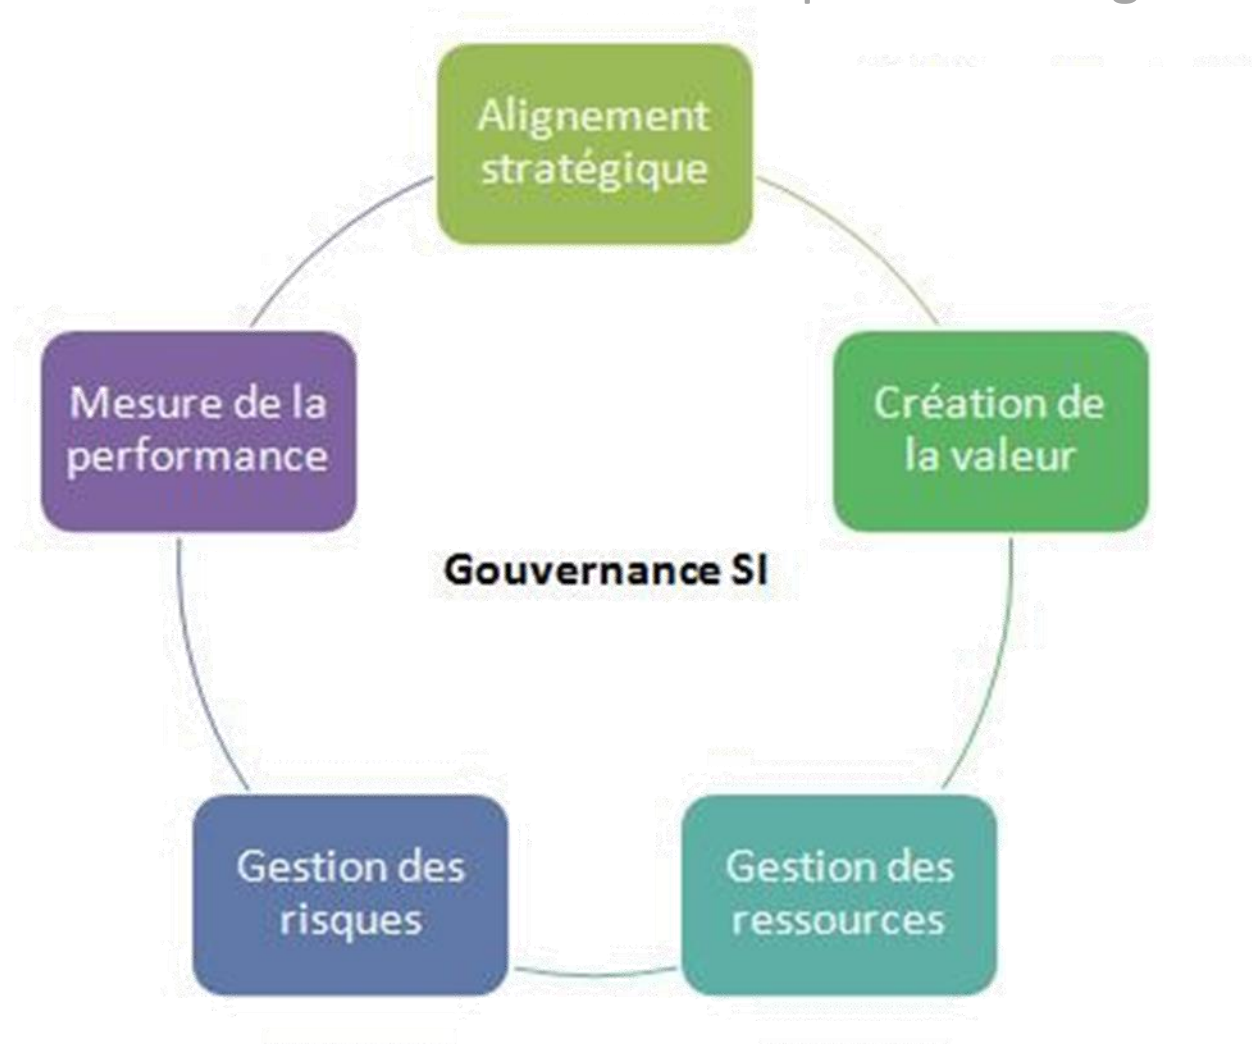 Alignement
stratégique
Création de
la valeur
Mesure de la
performance
Gouvernance SI
Gestion des
risques
Gestion des
ressources